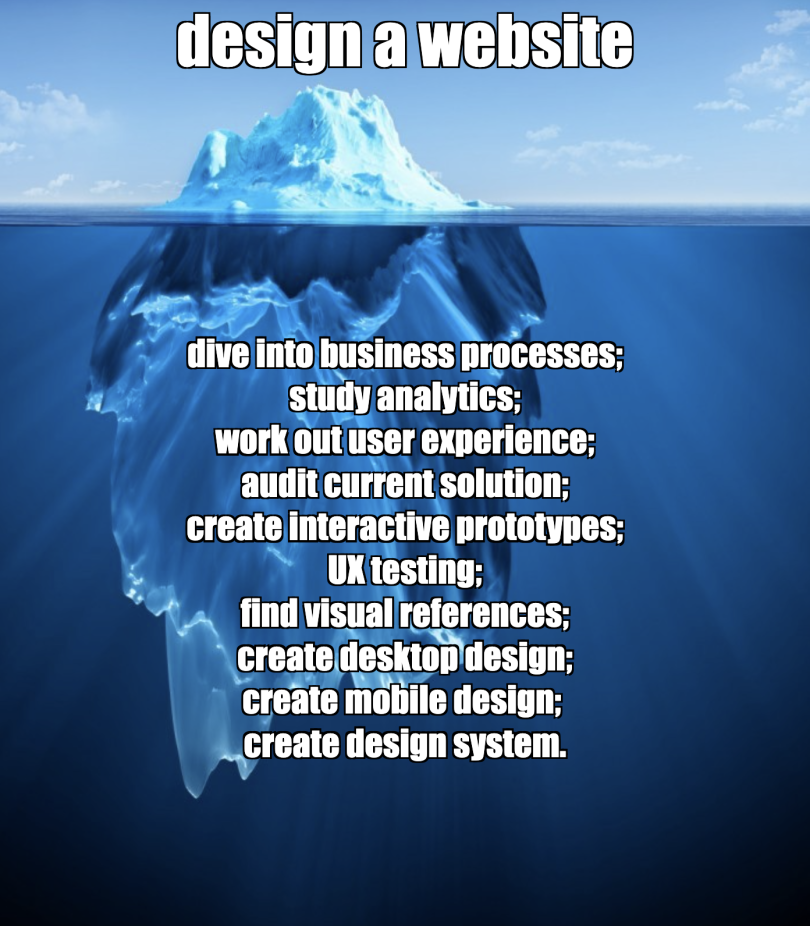 design a website
dive into business processes;
study analytics;
work out user experience;
audit current solution;
create interactive prototypes;
UX testing;
find visual references;
create desktop design;
create mobile design;
create design system.